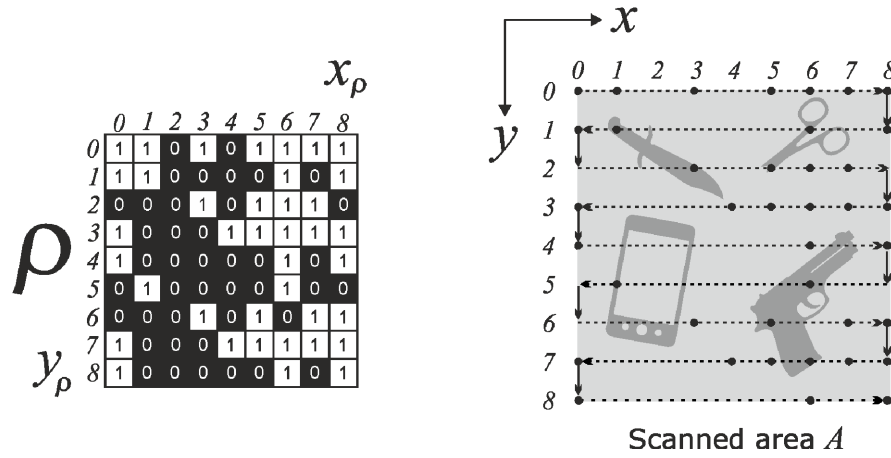 x_ρ
0 1 2 3 4 5 6 7 8
0 1 1 0 1 0 1 1 1 1
1 1 1 0 0 0 0 1 0 1
2 0 0 0 1 0 1 1 1 0
3 1 0 0 0 1 1 1 1 1
4 1 0 0 0 0 0 1 0 1
5 0 1 0 0 0 0 1 0 0
6 0 0 0 1 0 1 0 1 1
7 1 0 0 0 1 1 1 1 1
8 1 0 0 0 0 0 1 0 1
ρ
y_ρ
x
y
0 1 2 3 4 5 6 7 8
0
1
2
3
4
5
6
7
8
Scanned area A